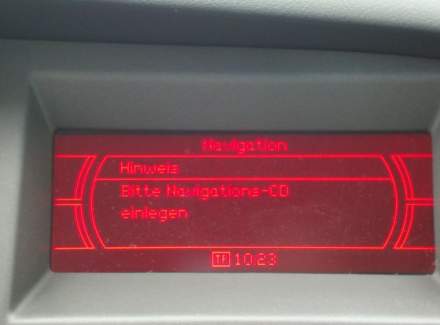 Navigation
Hinweis
Bitte Navigations-CD
einlegen
TP 10:23